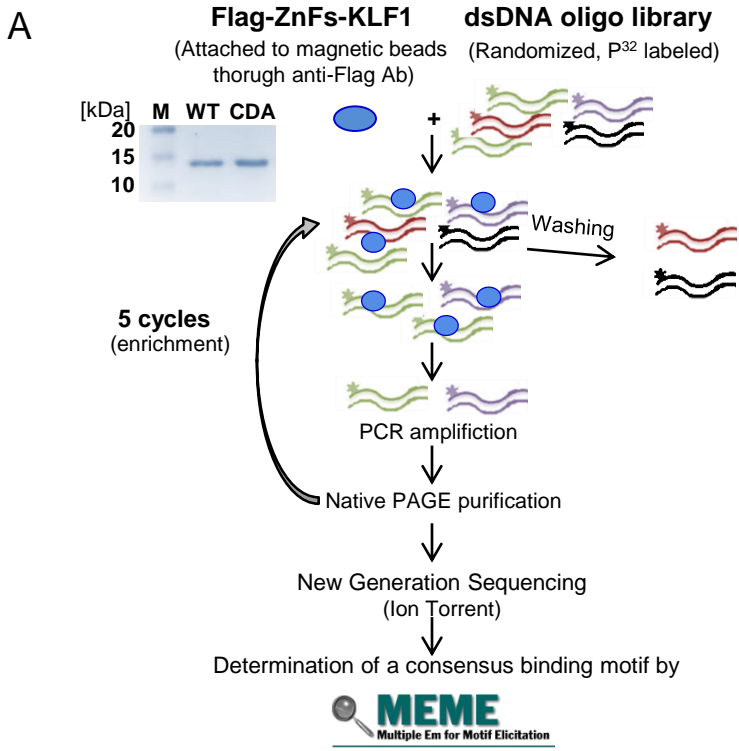 A
Flag-ZnFs-KLF1
(Attached to magnetic beads
thorugh anti-Flag Ab)
dsDNA oligo library
(Randomized, P32 labeled)
[kDa] M WT CDA
20
15
10
+
Washing
5 cycles
(enrichment)
PCR amplifiction
Native PAGE purification
New Generation Sequencing
(Ion Torrent)
Determination of a consensus binding motif by
MEME
Multiple Em for Motif Elicitation